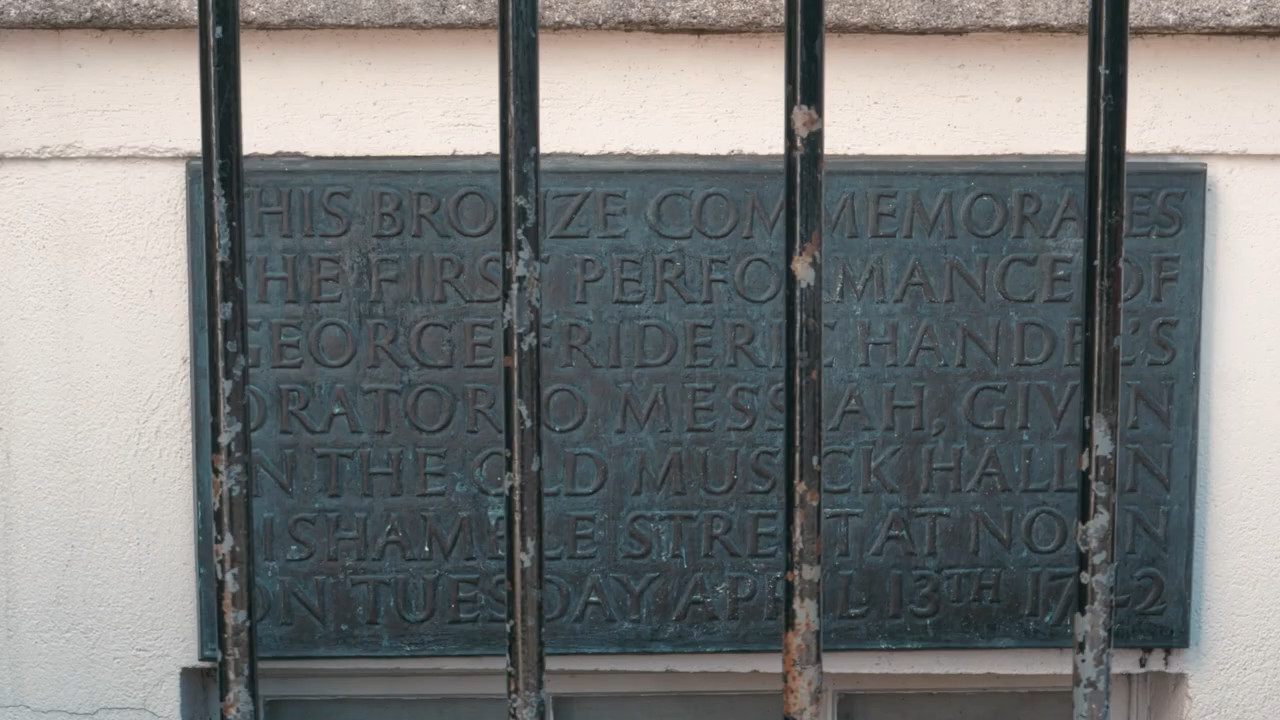 THIS BRONZE COMMEMORATES
THE FIRST PERFORMANCE OF
GEORGE FRIDERIC HANDEL'S
ORATORIO MESSIAH, GIVEN
IN THE OLD MUSICK HALL IN
FISHAMBLE STREET AT NOON
ON TUESDAY APRIL 13TH 1742